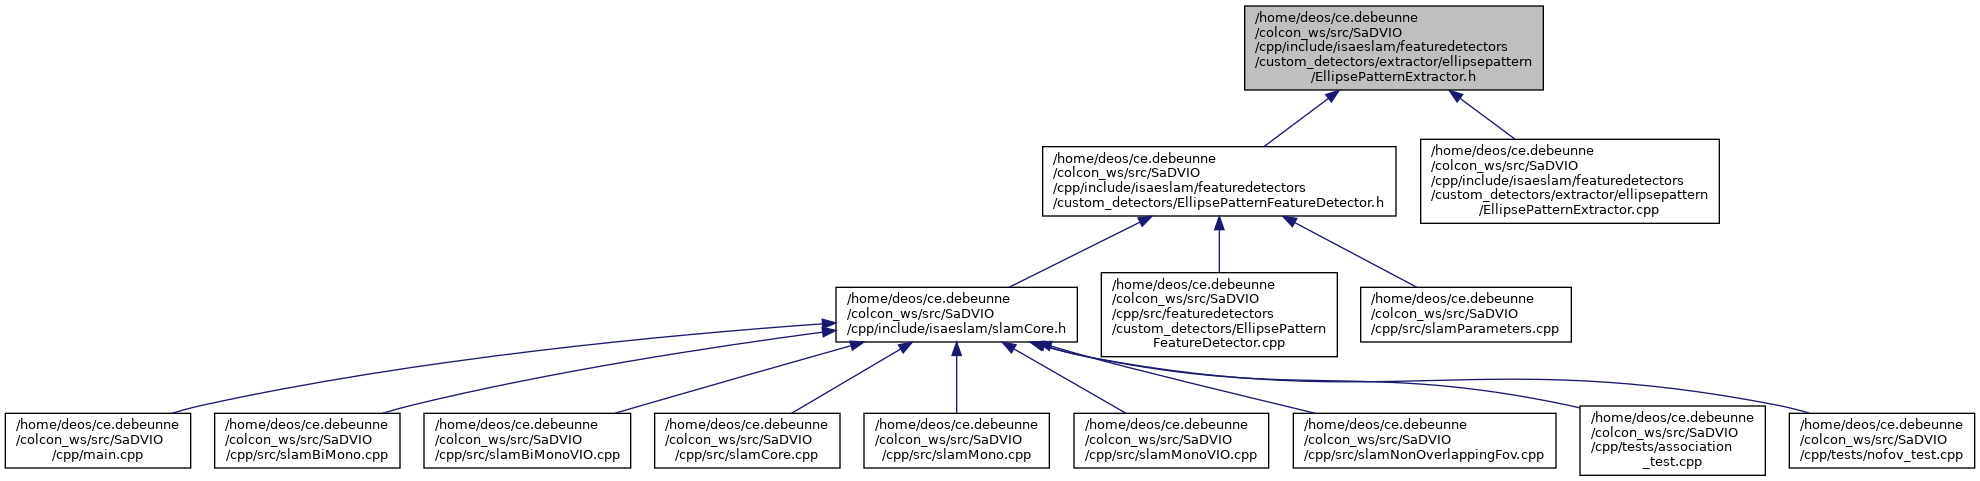 /home/deos/ce.debeunne
/colcon_ws/src/SaDVIO
/cpp/include/isaeslam/featuredetectors
/custom_detectors/extractor/ellipsepattern
/EllipsePatternExtractor.h
/home/deos/ce.debeunne
/colcon_ws/src/SaDVIO
/cpp/include/isaeslam/featuredetectors
/custom_detectors/EllipsePatternFeatureDetector.h
/home/deos/ce.debeunne
/colcon_ws/src/SaDVIO
/cpp/include/isaeslam/featuredetectors
/custom_detectors/extractor/ellipsepattern
/EllipsePatternExtractor.cpp
/home/deos/ce.debeunne
/colcon_ws/src/SaDVIO
/cpp/include/isaeslam/slamCore.h
/home/deos/ce.debeunne
/colcon_ws/src/SaDVIO
/cpp/src/featuredetectors
/custom_detectors/EllipsePattern
FeatureDetector.cpp
/home/deos/ce.debeunne
/colcon_ws/src/SaDVIO
/cpp/src/slamParameters.cpp
/home/deos/ce.debeunne
/colcon_ws/src/SaDVIO
/cpp/main.cpp
/home/deos/ce.debeunne
/colcon_ws/src/SaDVIO
/cpp/src/slamBiMono.cpp
/home/deos/ce.debeunne
/colcon_ws/src/SaDVIO
/cpp/src/slamBiMonoVIO.cpp
/home/deos/ce.debeunne
/colcon_ws/src/SaDVIO
/cpp/src/slamCore.cpp
/home/deos/ce.debeunne
/colcon_ws/src/SaDVIO
/cpp/src/slamMono.cpp
/home/deos/ce.debeunne
/colcon_ws/src/SaDVIO
/cpp/src/slamMonoVIO.cpp
/home/deos/ce.debeunne
/colcon_ws/src/SaDVIO
/cpp/src/slamNonOverlappingFov.cpp
/home/deos/ce.debeunne
/colcon_ws/src/SaDVIO
/cpp/tests/association
_test.cpp
/home/deos/ce.debeunne
/colcon_ws/src/SaDVIO
/cpp/tests/nofov_test.cpp